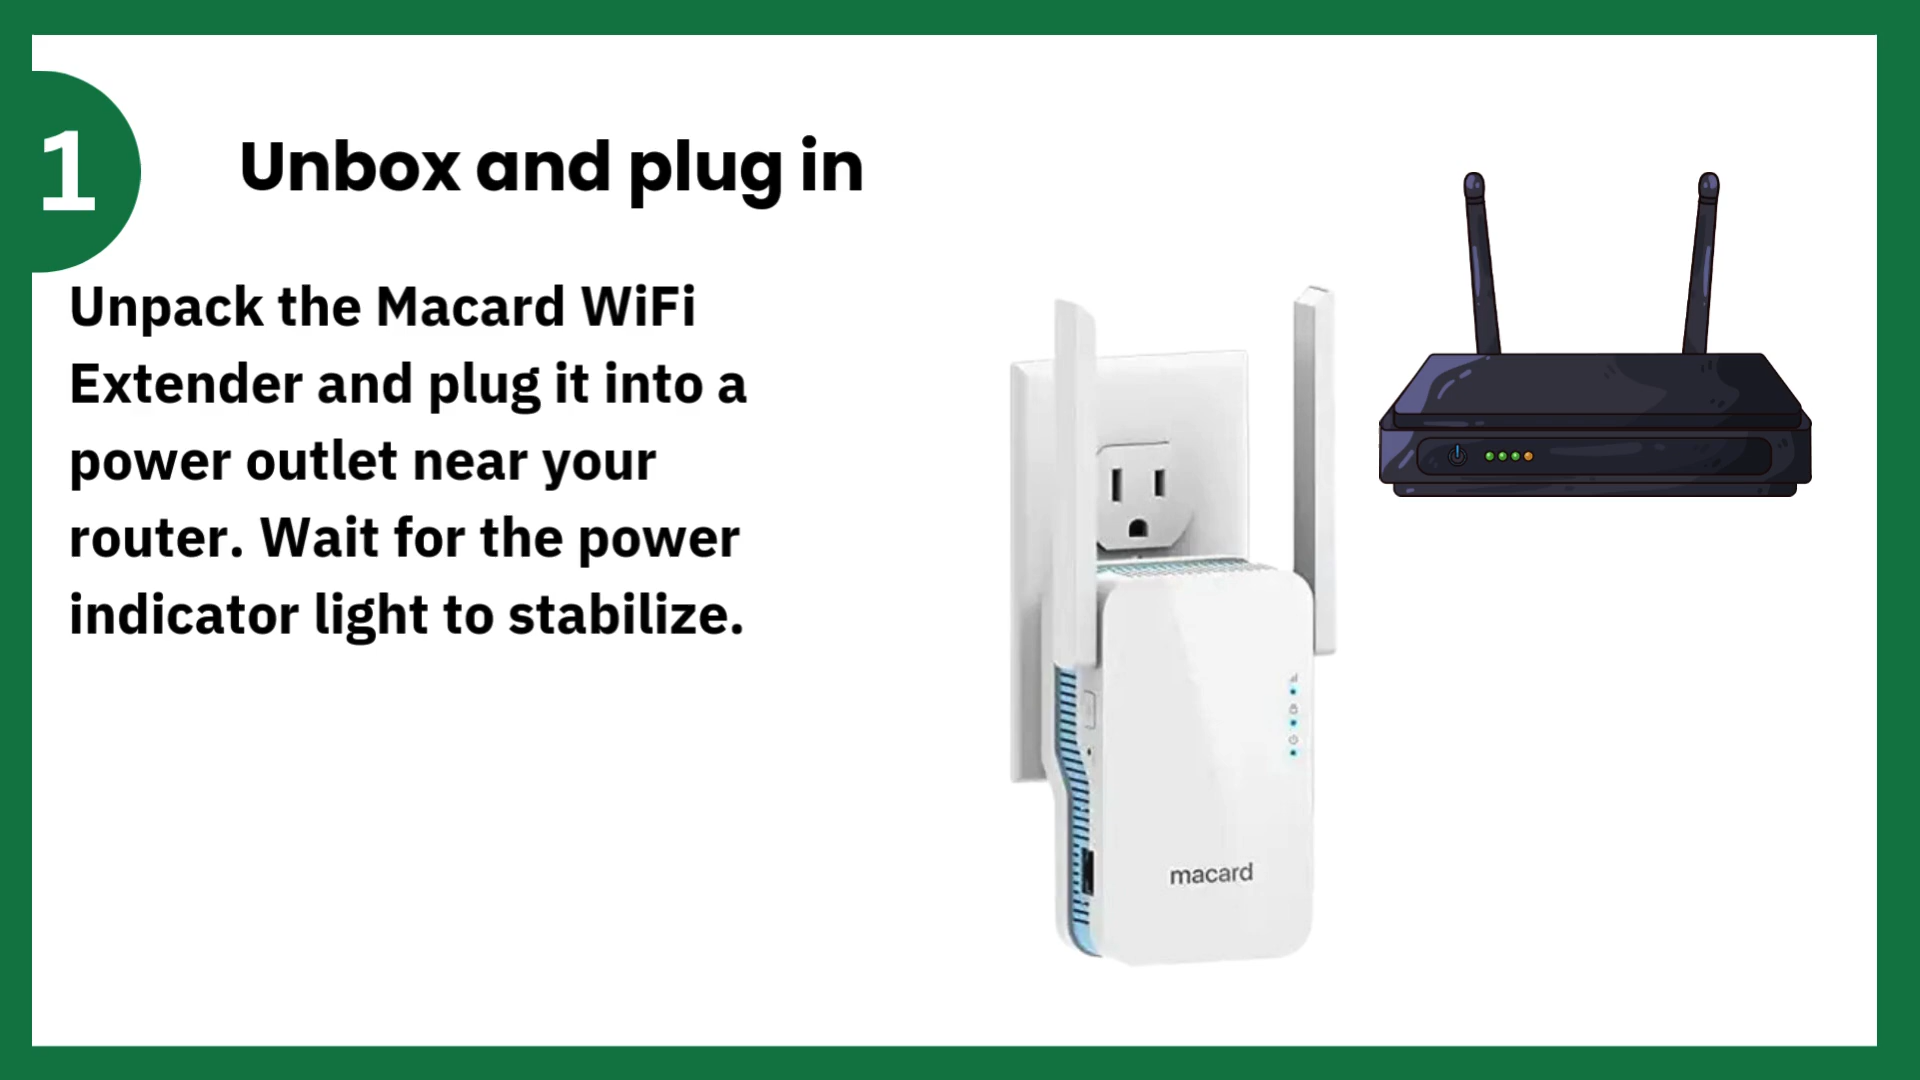 1
Unbox and plug in
Unpack the Macard WiFi
Extender and plug it into a
power outlet near your
router. Wait for the power
indicator light to stabilize.
macard